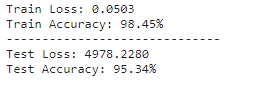 Train Loss: 0.0503
Train Accuracy: 98.45%
------------------------------
Test Loss: 4978.2280
Test Accuracy: 95.34%